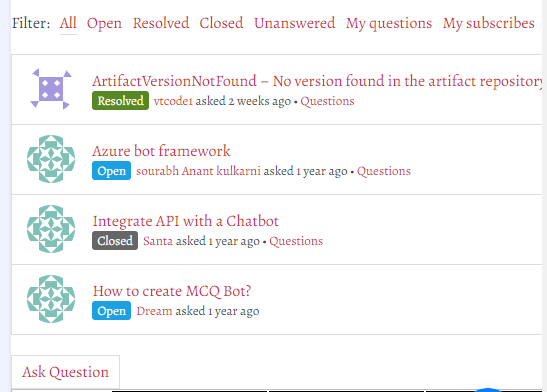 Filter: All Open Resolved Closed Unanswered My questions My subscribes
ArtifactVersionNotFound – No version found in the artifact repository
Resolved vtcode1 asked 2 weeks ago • Questions
Azure bot framework
Open sourabh Anant kulkarni asked 1 year ago • Questions
Integrate API with a Chatbot
Closed Santa asked 1 year ago • Questions
How to create MCQ Bot?
Open Dream asked 1 year ago
Ask Question